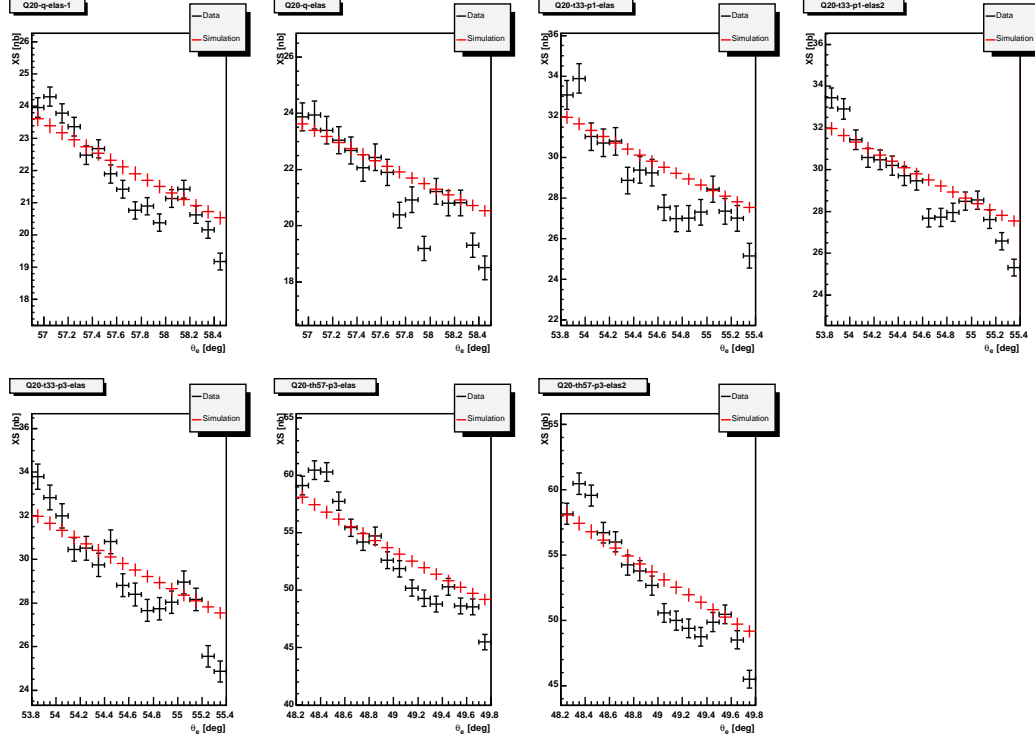 Q20-q-elas-1
Data
Simulation
XS [nb]
26
25
24
23
22
21
20
19
18
57 57.2 57.4 57.6 57.8 58 58.2 58.4
θe [deg]
Q20-q-elas
Data
Simulation
XS [nb]
26
24
22
20
18
57 57.2 57.4 57.6 57.8 58 58.2 58.4
θe [deg]
Q20-t33-p1-elas
Data
Simulation
XS [nb]
36
34
32
30
28
26
24
22
53.8 54 54.2 54.4 54.6 54.8 55 55.2 55.4
θe [deg]
Q20-t33-p1-elas2
Data
Simulation
XS [nb]
36
34
32
30
28
26
24
53.8 54 54.2 54.4 54.6 54.8 55 55.2 55.4
θe [deg]
Q20-t33-p3-elas
Data
Simulation
XS [nb]
36
34
32
30
28
26
24
53.8 54 54.2 54.4 54.6 54.8 55 55.2 55.4
θe [deg]
Q20-th57-p3-elas
Data
Simulation
XS [nb]
65
60
55
50
45
40
48.2 48.4 48.6 48.8 49 49.2 49.4 49.6 49.8
θe [deg]
Q20-th57-p3-elas2
Data
Simulation
XS [nb]
65
60
55
50
45
48.2 48.4 48.6 48.8 49 49.2 49.4 49.6 49.8
θe [deg]